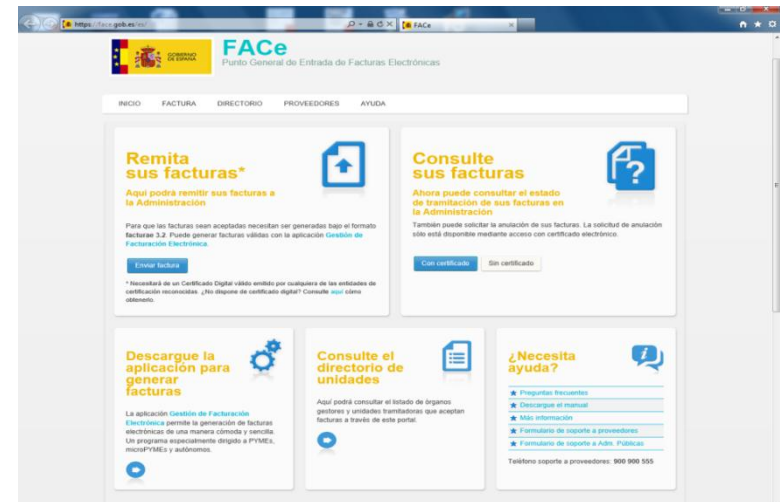 https://face.gob.es/es/
FACe
GOBIERNO
DE ESPAÑA
FACe
Punto General de Entrada de Facturas Electrónicas
INICIO FACTURA DIRECTORIO PROVEEDORES AYUDA
Remita
sus facturas*
Aquí podrá remitir sus facturas a
la Administración
Para que las facturas sean aceptadas necesitan ser generadas bajo el formato
facturae 3.2. Puede generar facturas válidas con la aplicación Gestión de
Facturación Electrónica.
Enviar factura
* Necesitará de un Certificado Digital válido emitido por cualquiera de las entidades de
certificación reconocidas. ¿No dispone de certificado digital? Consulte aquí cómo
obtenerlo.
Consulte
sus facturas
Ahora puede consultar el estado
de tramitación de sus facturas en
la Administración
También puede solicitar la anulación de sus facturas. La solicitud de anulación
sólo está disponible mediante acceso con certificado electrónico.
Con certificado Sin certificado
Descargue la
aplicación para
generar
facturas
La aplicación Gestión de Facturación
Electrónica permite la generación de facturas
electrónicas de una manera cómoda y sencilla.
Un programa especialmente dirigido a PYMEs,
microPYMEs y autónomos.
Consulte el
directorio de
unidades
Aquí podrá consultar el listado de órganos
gestores y unidades tramitadoras que aceptan
facturas a través de este portal.
¿Necesita
ayuda?
Preguntas frecuentes
Descargue el manual
Más información
Formulario de soporte a proveedores
Formulario de soporte a Adm. Públicas
Teléfono soporte a proveedores: 900 900 555